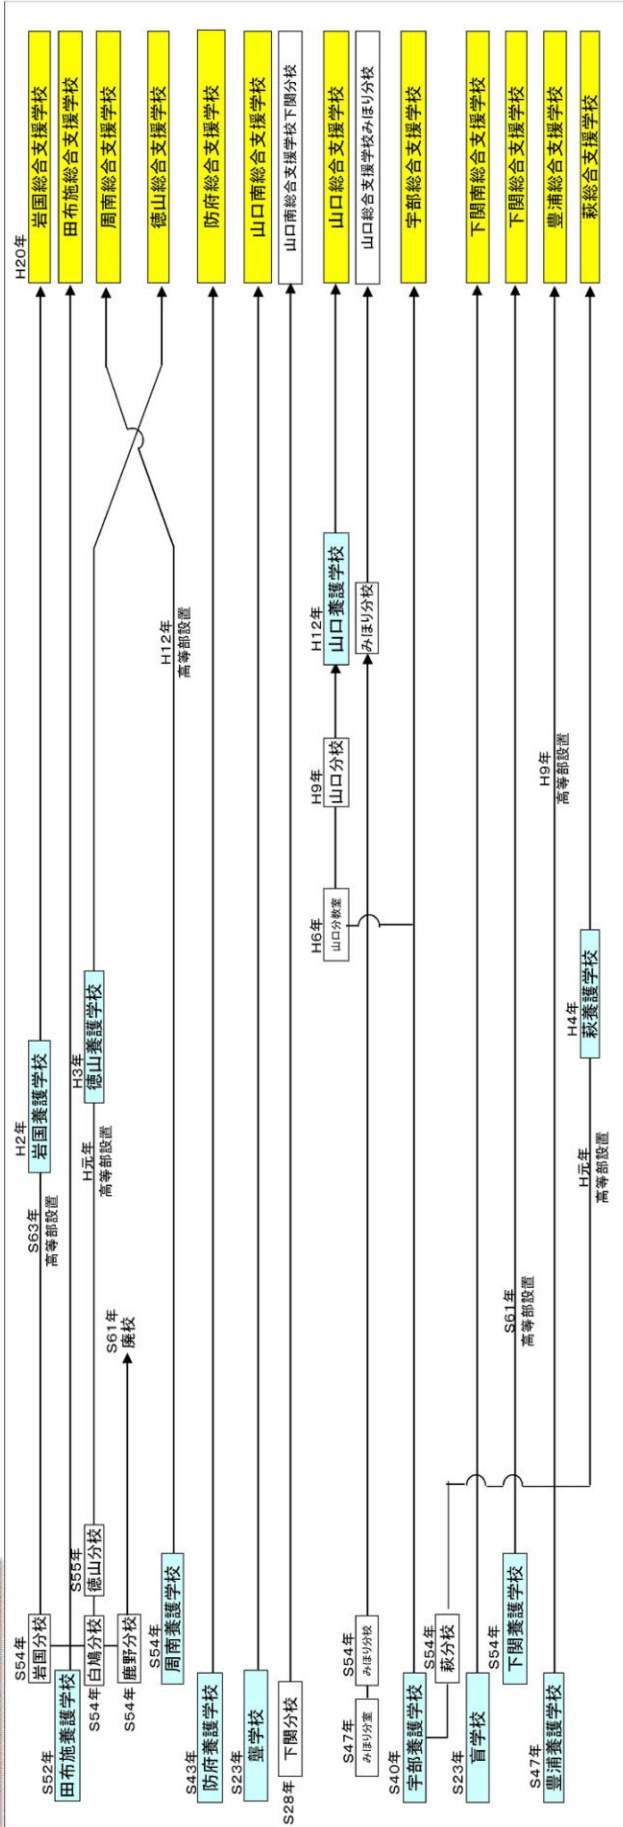 S54年
岩国分校
S63年
高等部設置
H2年
岩国養護学校
H20年
岩国総合支援学校
S52年
田布施養護学校
田布施総合支援学校
S54年
白鳩分校
S55年
徳山分校
H元年
高等部設置
H3年
徳山養護学校
周南総合支援学校
S54年
鹿野分校
S61年
廃校
S54年
周南養護学校
H12年
高等部設置
徳山総合支援学校
S43年
防府養護学校
防府総合支援学校
S23年
聾学校
山口南総合支援学校
S28年
下関分校
山口南総合支援学校下関分校
H6年
山口分教室
H9年
山口分校
H12年
山口養護学校
山口総合支援学校
S47年
みほり分室
S54年
みほり分校
みほり分校
山口総合支援学校みほり分校
S40年
宇部養護学校
宇部総合支援学校
S54年
萩分校
S23年
盲学校
下関南総合支援学校
S54年
下関養護学校
S61年
高等部設置
下関総合支援学校
S47年
豊浦養護学校
H9年
高等部設置
豊浦総合支援学校
H元年
高等部設置
H4年
萩養護学校
萩総合支援学校